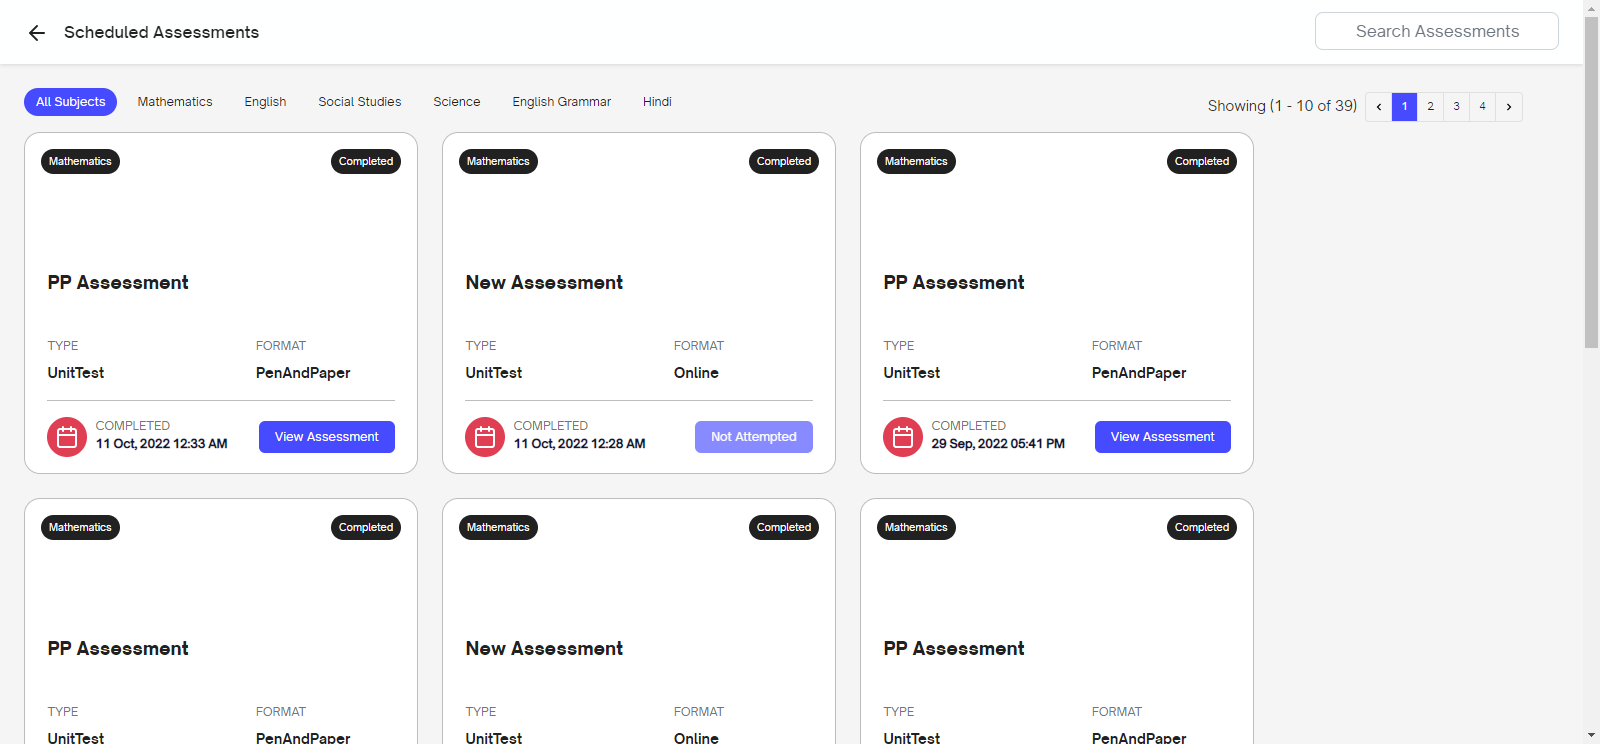 Scheduled Assessments
Search Assessments
All Subjects Mathematics English Social Studies Science English Grammar Hindi
Showing (1 - 10 of 39) 1 2 3 4
Mathematics Completed
PP Assessment
TYPE FORMAT
UnitTest PenAndPaper
COMPLETED
11 Oct, 2022 12:33 AM
View Assessment
Mathematics Completed
New Assessment
TYPE FORMAT
UnitTest Online
COMPLETED
11 Oct, 2022 12:28 AM
Not Attempted
Mathematics Completed
PP Assessment
TYPE FORMAT
UnitTest PenAndPaper
COMPLETED
29 Sep, 2022 05:41 PM
View Assessment
Mathematics Completed
PP Assessment
TYPE FORMAT
UnitTest PenAndPaper
Mathematics Completed
New Assessment
TYPE FORMAT
UnitTest Online
Mathematics Completed
PP Assessment
TYPE FORMAT
UnitTest PenAndPaper